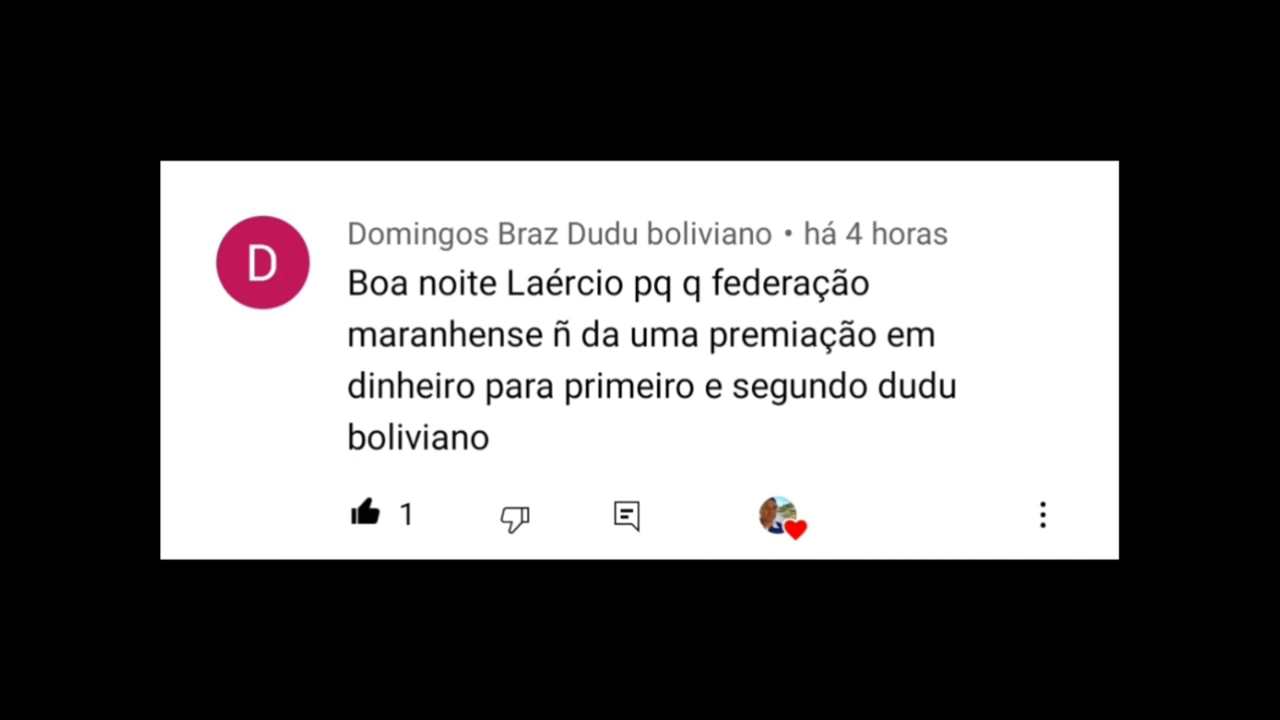 D
Domingos Braz Dudu boliviano • há 4 horas
Boa noite Laércio pq q federação
maranhense ñ da uma premiação em
dinheiro para primeiro e segundo dudu
boliviano
1